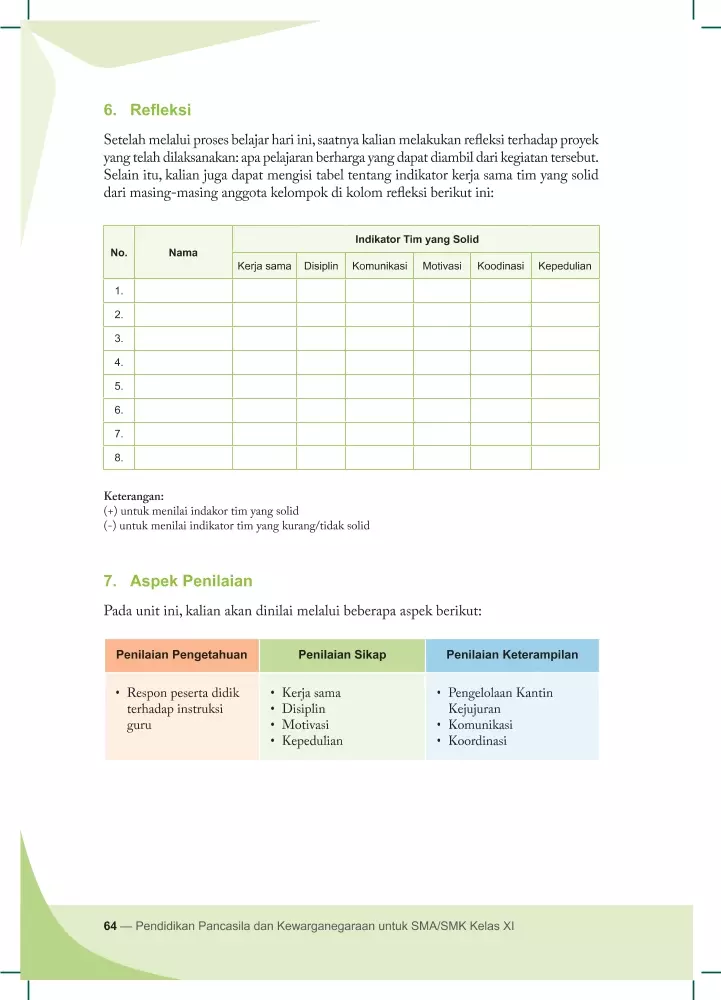 6. Refleksi
Setelah melalui proses belajar hari ini, saatnya kalian melakukan refleksi terhadap proyek
yang telah dilaksanakan: apa pelajaran berharga yang dapat diambil dari kegiatan tersebut.
Selain itu, kalian juga dapat mengisi tabel tentang indikator kerja sama tim yang solid
dari masing-masing anggota kelompok di kolom refleksi berikut ini:
No. Nama Indikator Tim yang Solid
Kerja sama Disiplin Komunikasi Motivasi Koodinasi Kepedulian
1.
2.
3.
4.
5.
6.
7.
8.
Keterangan:
(+) untuk menilai indakor tim yang solid
(-) untuk menilai indikator tim yang kurang/tidak solid
7. Aspek Penilaian
Pada unit ini, kalian akan dinilai melalui beberapa aspek berikut:
Penilaian Pengetahuan
• Respon peserta didik
terhadap instruksi
guru
Penilaian Sikap
• Kerja sama
• Disiplin
• Motivasi
• Kepedulian
Penilaian Keterampilan
• Pengelolaan Kantin
Kejujuran
• Komunikasi
• Koordinasi
64 — Pendidikan Pancasila dan Kewarganegaraan untuk SMA/SMK Kelas XI